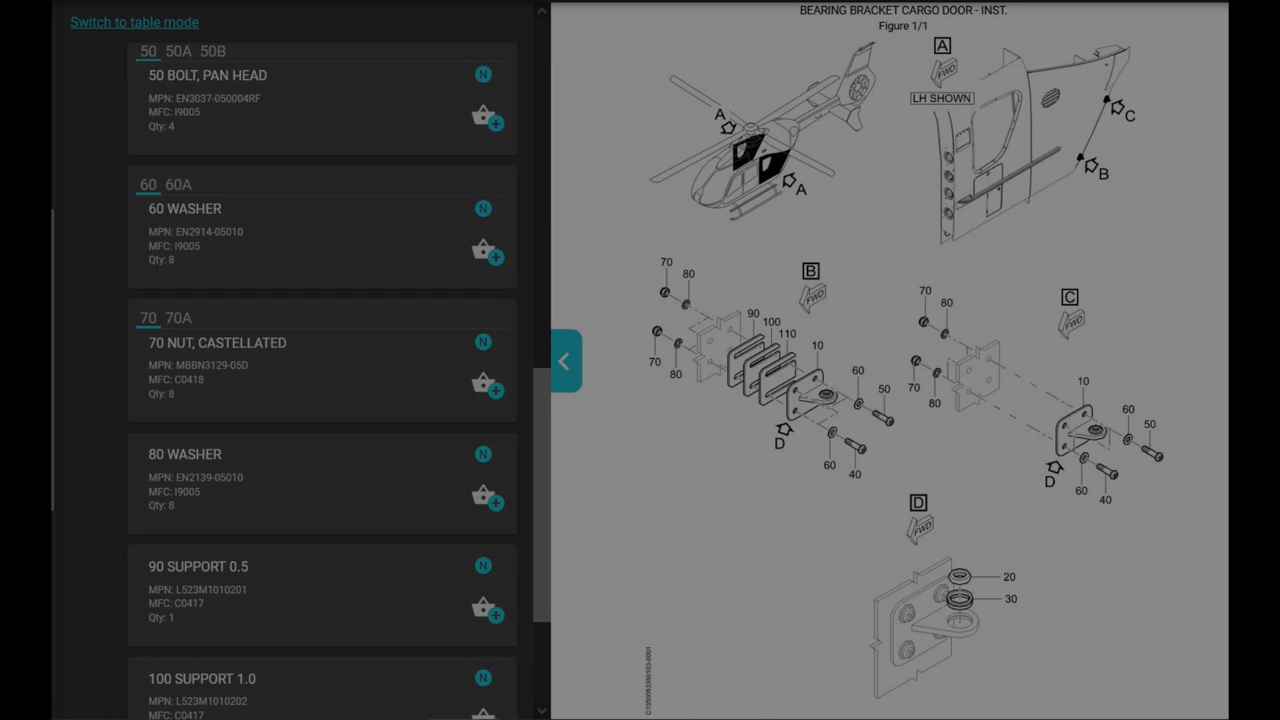 Switch to table mode
50 50A 50B
50 BOLT, PAN HEAD
N
MPN: EN3037-050004RF
MFC: I9005
Qty: 4
60 60A
60 WASHER
N
MPN: EN2914-05010
MFC: I9005
Qty: 8
70 70A
70 NUT, CASTELLATED
N
MPN: MBBN3129-05D
MFC: C0418
Qty: 8
80 WASHER
N
MPN: EN2139-05010
MFC: I9005
Qty: 8
90 SUPPORT 0.5
N
MPN: L523M1010201
MFC: C0417
Qty: 1
100 SUPPORT 1.0
N
MPN: L523M1010202
MFC: C0417
BEARING BRACKET CARGO DOOR - INST.
Figure 1/1
A
FWD
LH SHOWN
A
A
C
B
B
FWD
70
80
70
80
90
100
110
10
60
50
D
60
40
C
FWD
70
80
70
80
10
60
50
D
60
40
D
FWD
20
30